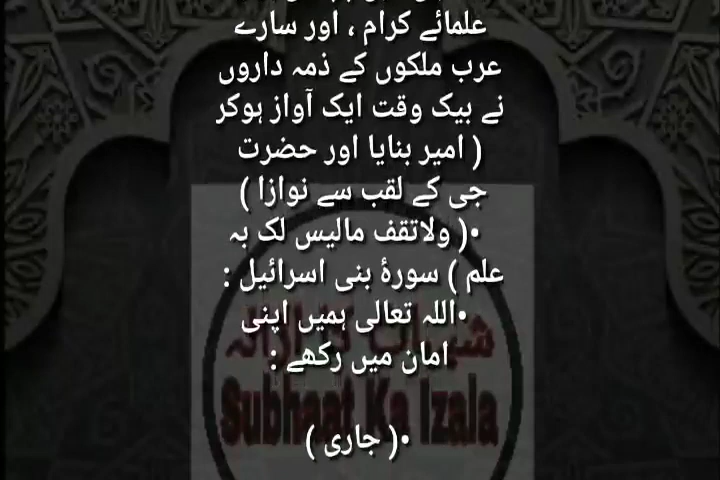 علمائے کرام ، اور سارے
عرب ملکوں کے ذمہ داروں
نے بیک وقت ایک آواز ہوکر
( امیر بنایا اور حضرت
جی کے لقب سے نوازا )
•( ولاتقف مالیس لک بہ
علم ) سورۂ بنی اسرائیل :
•اللہ تعالی ہمیں اپنی
امان میں رکھے :
•( جاری )
Subhaat Ka Izala